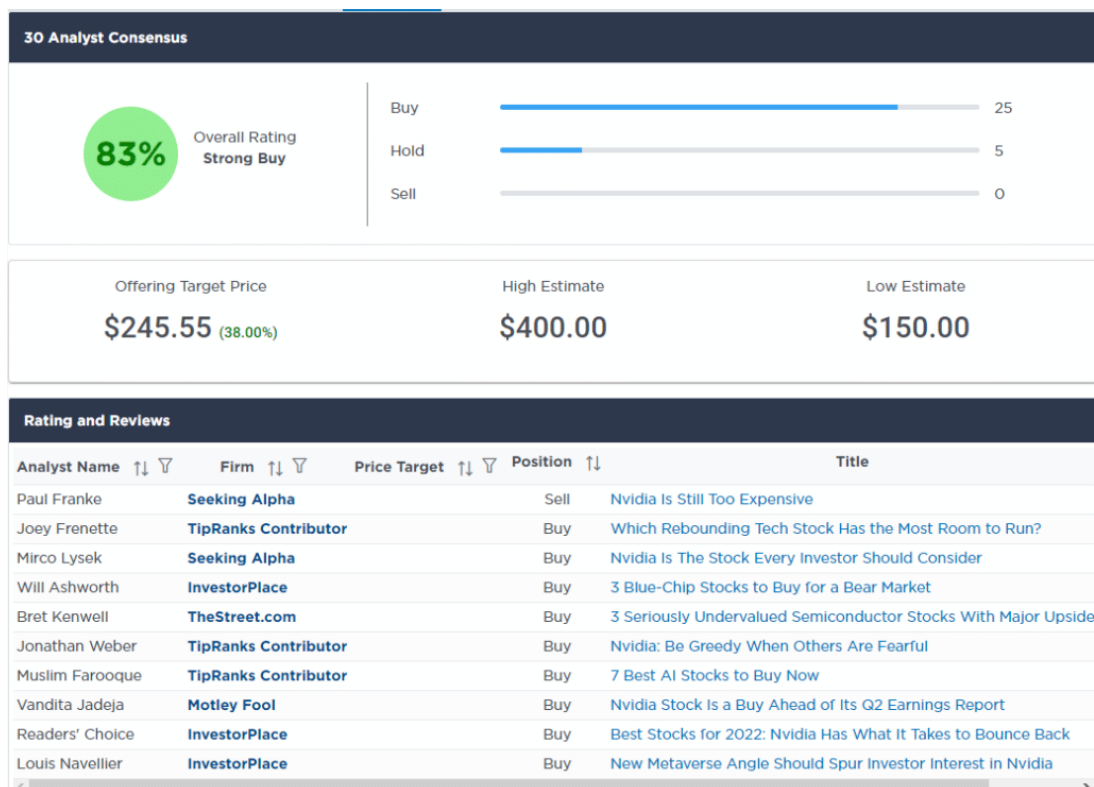 30 Analyst Consensus
83%
Overall Rating
Strong Buy
Buy 25
Hold 5
Sell 0
Offering Target Price High Estimate Low Estimate
$245.55 (38.00%) $400.00 $150.00
Rating and Reviews
Analyst Name Firm Price Target Position Title
Paul Franke Seeking Alpha Sell Nvidia Is Still Too Expensive
Joey Frenette TipRanks Contributor Buy Which Rebounding Tech Stock Has the Most Room to Run?
Mirco Lysek Seeking Alpha Buy Nvidia Is The Stock Every Investor Should Consider
Will Ashworth InvestorPlace Buy 3 Blue-Chip Stocks to Buy for a Bear Market
Bret Kenwell TheStreet.com Buy 3 Seriously Undervalued Semiconductor Stocks With Major Upside
Jonathan Weber TipRanks Contributor Buy Nvidia: Be Greedy When Others Are Fearful
Muslim Farooque TipRanks Contributor Buy 7 Best AI Stocks to Buy Now
Vandita Jadeja Motley Fool Buy Nvidia Stock Is a Buy Ahead of Its Q2 Earnings Report
Readers' Choice InvestorPlace Buy Best Stocks for 2022: Nvidia Has What It Takes to Bounce Back
Louis Navellier InvestorPlace Buy New Metaverse Angle Should Spur Investor Interest in Nvidia